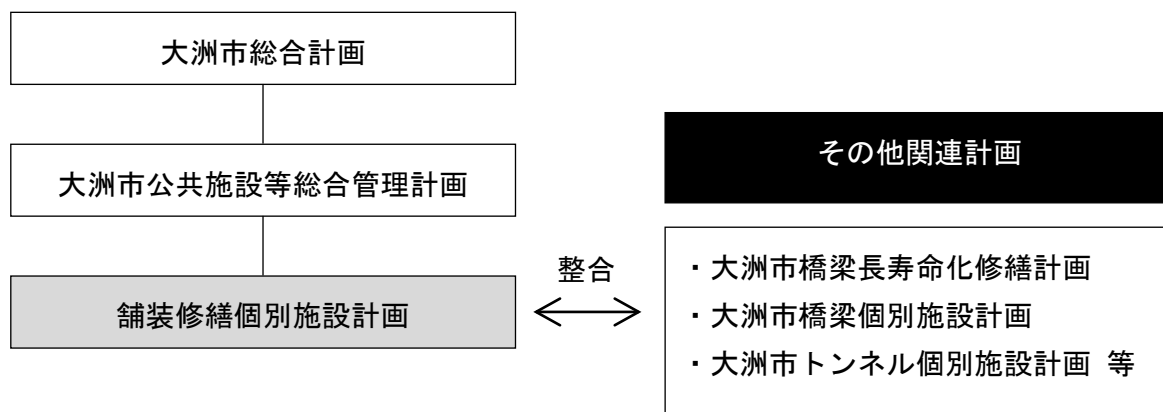 大洲市総合計画
大洲市公共施設等総合管理計画
舗装修繕個別施設計画
整合
その他関連計画
・大洲市橋梁長寿命化修繕計画
・大洲市橋梁個別施設計画
・大洲市トンネル個別施設計画 等